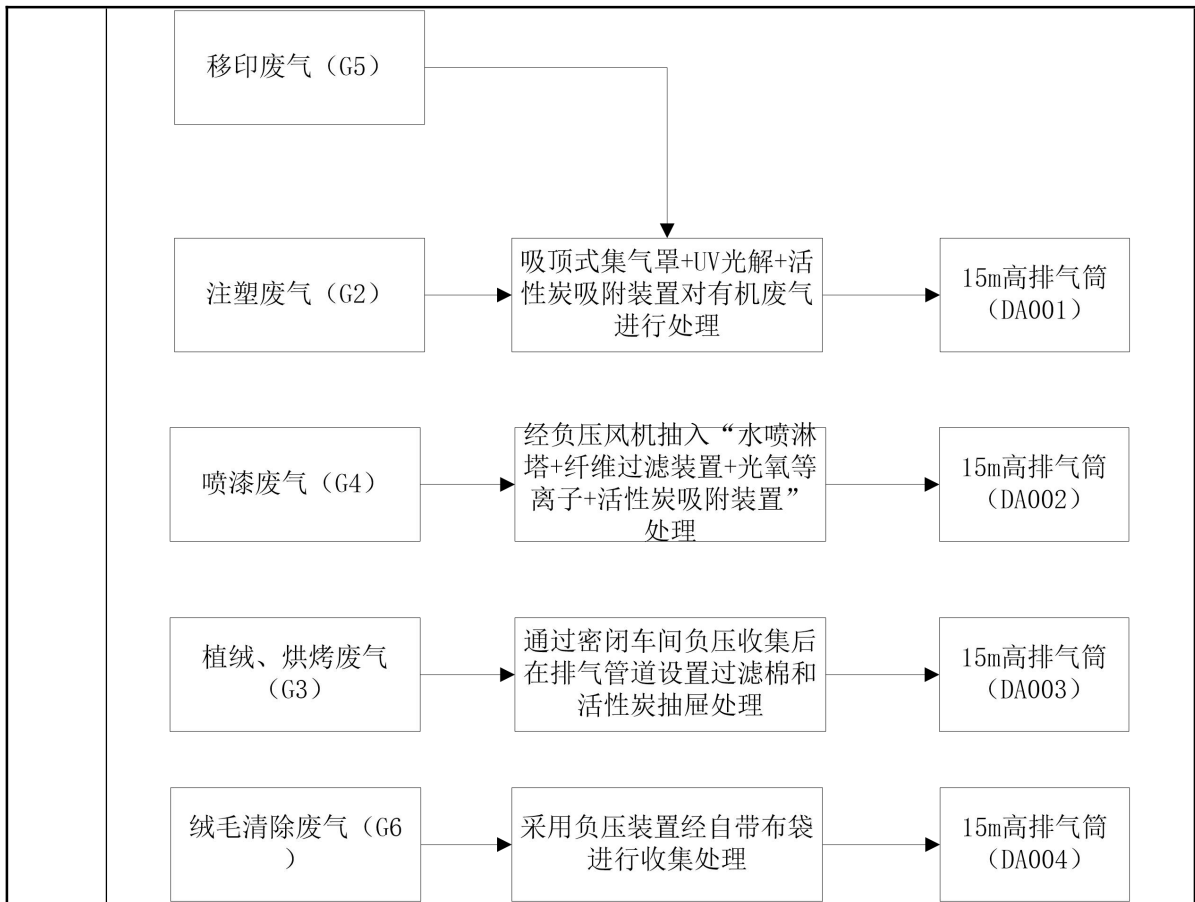 移印废气（G5）
注塑废气（G2）
吸顶式集气罩+UV光解+活
性炭吸附装置对有机废气
进行处理
15m高排气筒
（DA001）
喷漆废气（G4）
经负压风机抽入“水喷淋
塔+纤维过滤装置+光氧等
离子+活性炭吸附装置”
处理
15m高排气筒
（DA002）
植绒、烘烤废气
（G3）
通过密闭车间负压收集后
在排气管道设置过滤棉和
活性炭抽屉处理
15m高排气筒
（DA003）
绒毛清除废气（G6
）
采用负压装置经自带布袋
进行收集处理
15m高排气筒
（DA004）